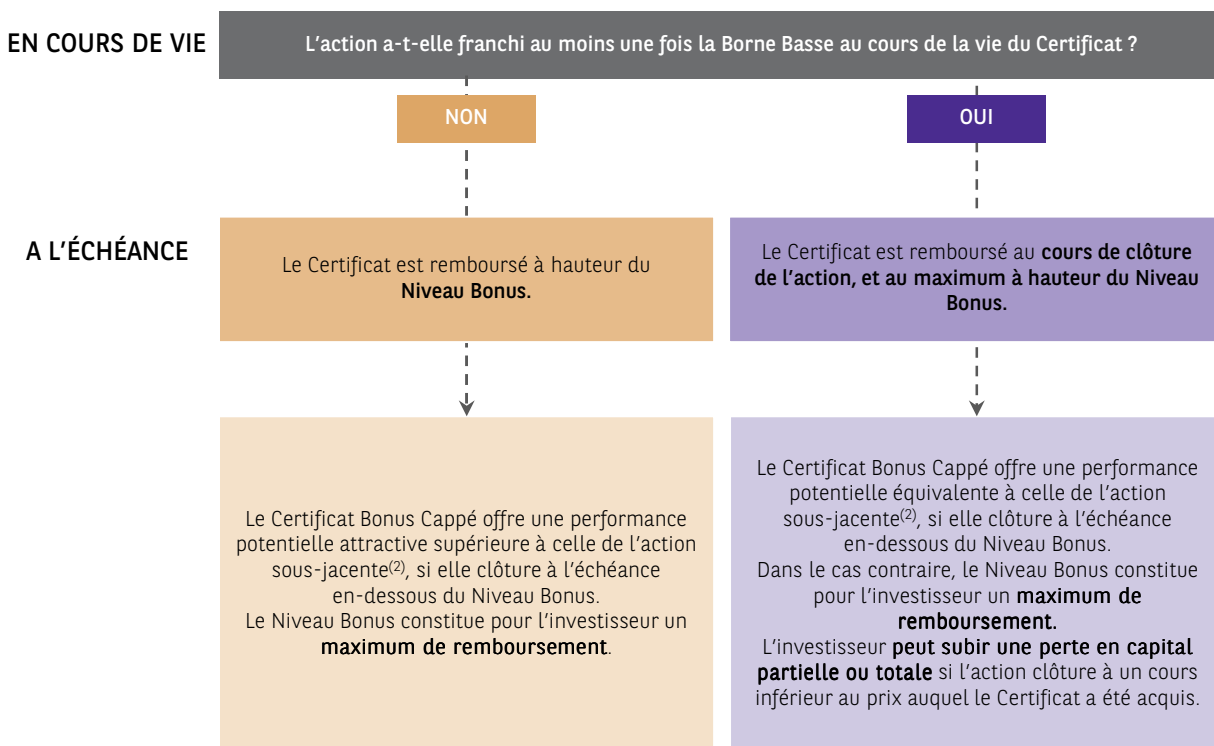 EN COURS DE VIE
L'action a-t-elle franchi au moins une fois la Borne Basse au cours de la vie du Certificat ?
NON
OUI
A L'ÉCHÉANCE
Le Certificat est remboursé à hauteur du
Niveau Bonus.
Le Certificat est remboursé au cours de clôture
de l'action, et au maximum à hauteur du Niveau
Bonus.
Le Certificat Bonus Cappé offre une performance
potentielle attractive supérieure à celle de l'action
sous-jacente(2), si elle clôture à l'échéance
en-dessous du Niveau Bonus.
Le Niveau Bonus constitue pour l'investisseur un
maximum de remboursement.
Le Certificat Bonus Cappé offre une performance
potentielle équivalente à celle de l'action
sous-jacente(2), si elle clôture à l'échéance
en-dessous du Niveau Bonus.
Dans le cas contraire, le Niveau Bonus constitue
pour l'investisseur un maximum de
remboursement.
L'investisseur peut subir une perte en capital
partielle ou totale si l'action clôture à un cours
inférieur au prix auquel le Certificat a été acquis.